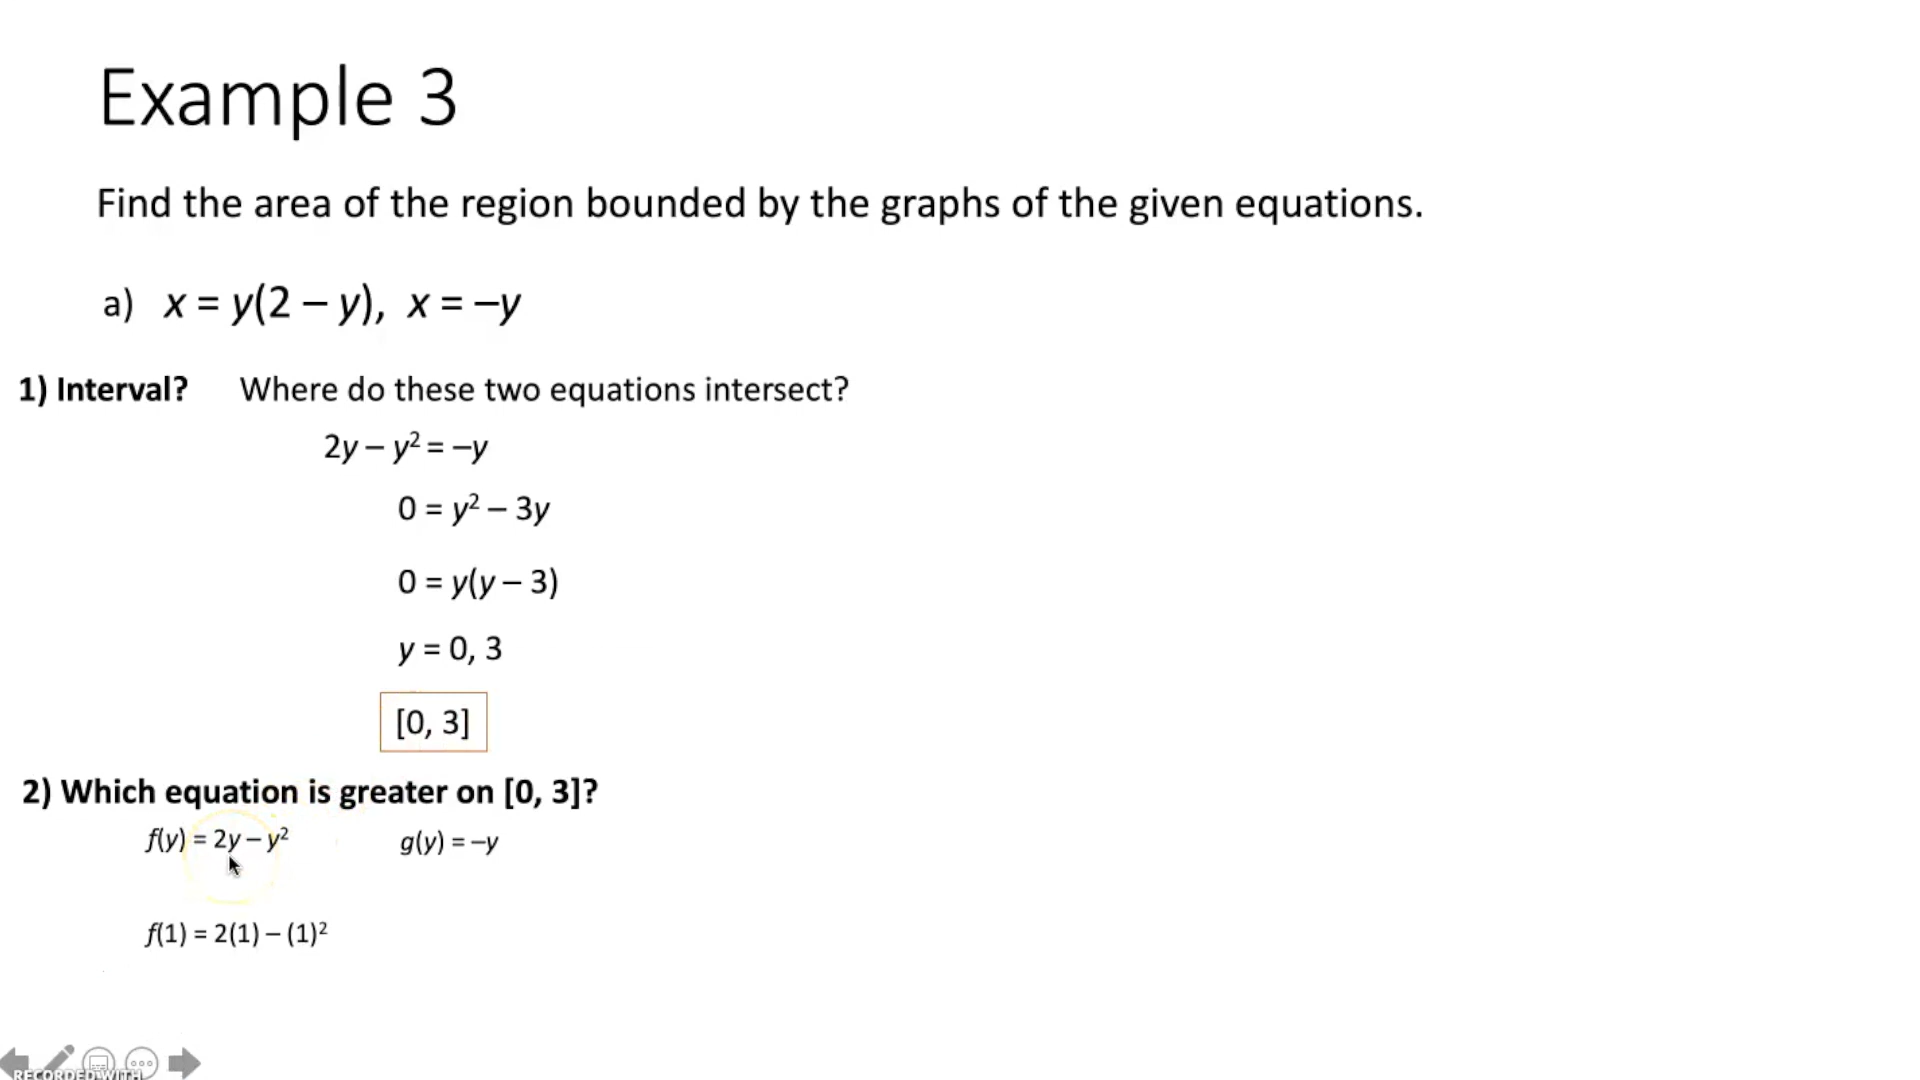 Example 3
Find the area of the region bounded by the graphs of the given equations.
a) x = y(2 – y), x = –y
1) Interval? Where do these two equations intersect?
2y – y² = –y
0 = y² – 3y
0 = y(y – 3)
y = 0, 3
[0, 3]
2) Which equation is greater on [0, 3]?
f(y) = 2y – y² g(y) = –y
f(1) = 2(1) – (1)²
RECORDED WITH